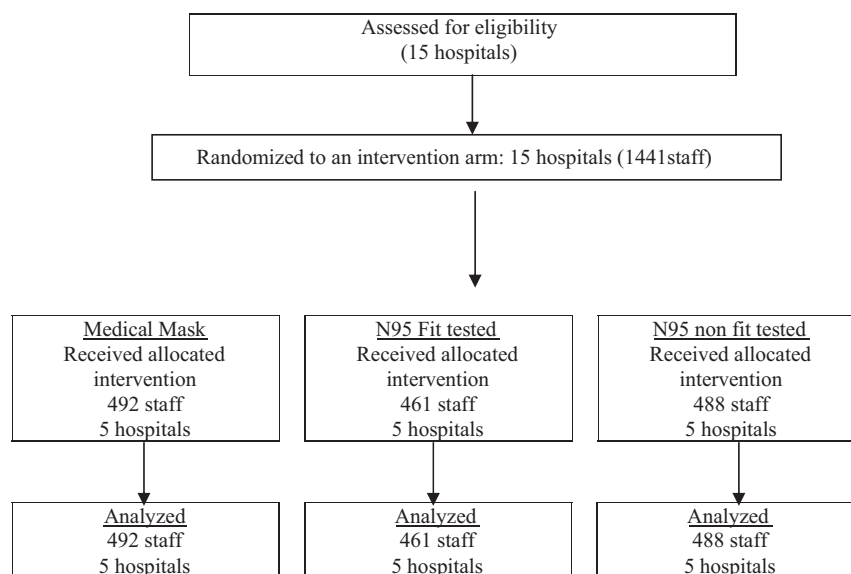 Assessed for eligibility
(15 hospitals)
Randomized to an intervention arm: 15 hospitals (1441staff)
Medical Mask
Received allocated
intervention
492 staff
5 hospitals
N95 Fit tested
Received allocated
intervention
461 staff
5 hospitals
N95 non fit tested
Received allocated
intervention
488 staff
5 hospitals
Analyzed
492 staff
5 hospitals
Analyzed
461 staff
5 hospitals
Analyzed
488 staff
5 hospitals